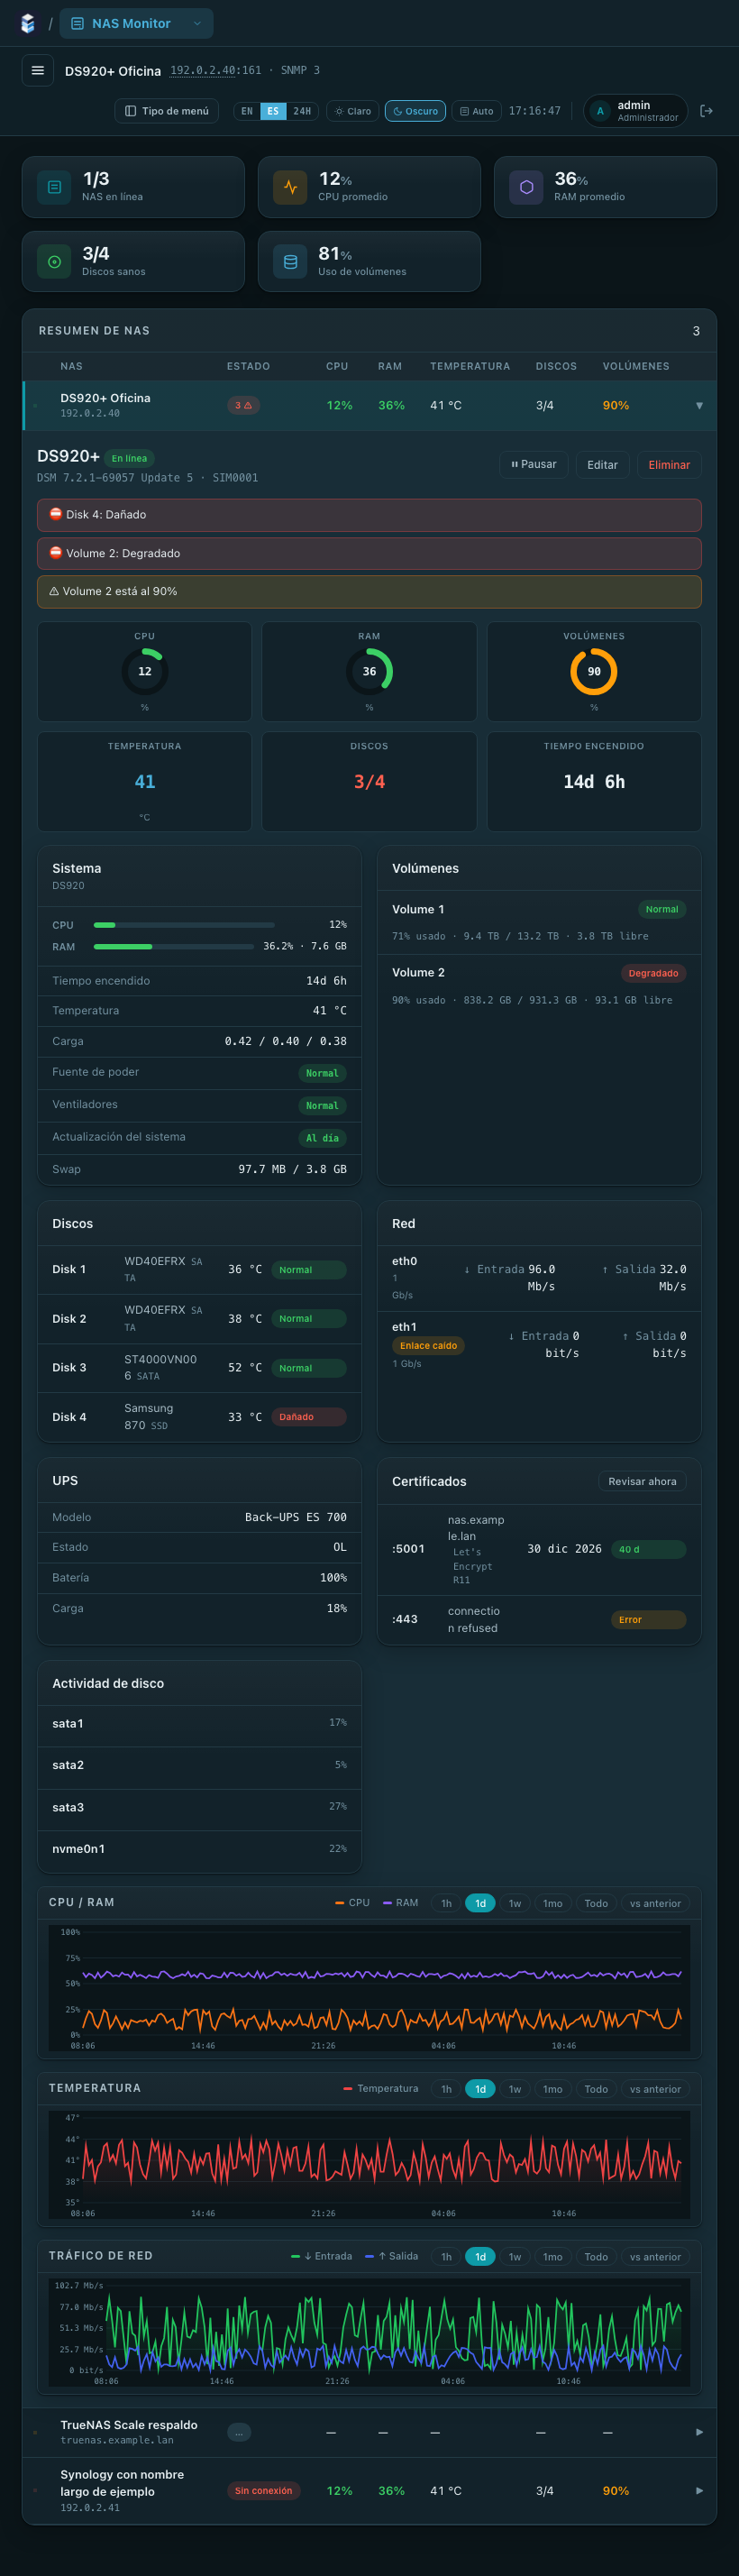 / NAS Monitor
DS920+ Oficina 192.0.2.40:161 · SNMP 3
Tipo de menú EN ES 24H Claro Oscuro Auto 17:16:47 A admin
Administrador
1/3
NAS en línea
12%
CPU promedio
36%
RAM promedio
3/4
Discos sanos
81%
Uso de volúmenes
RESUMEN DE NAS 3
NAS ESTADO CPU RAM TEMPERATURA DISCOS VOLÚMENES
DS920+ Oficina 3 ⚠ 12% 36% 41 °C 3/4 90% ▼
192.0.2.40
DS920+ En línea
DSM 7.2.1-69057 Update 5 · SIM0001
⏸ Pausar Editar Eliminar
⛔ Disk 4: Dañado
⛔ Volume 2: Degradado
⚠ Volume 2 está al 90%
CPU
12
%
RAM
36
%
VOLÚMENES
90
%
TEMPERATURA
41
°C
DISCOS
3/4
TIEMPO ENCENDIDO
14d 6h
Sistema
DS920
CPU 12%
RAM 36.2% · 7.6 GB
Tiempo encendido 14d 6h
Temperatura 41 °C
Carga 0.42 / 0.40 / 0.38
Fuente de poder Normal
Ventiladores Normal
Actualización del sistema Al día
Swap 97.7 MB / 3.8 GB
Volúmenes
Volume 1 Normal
71% usado · 9.4 TB / 13.2 TB · 3.8 TB libre
Volume 2 Degradado
90% usado · 838.2 GB / 931.3 GB · 93.1 GB libre
Discos
Disk 1 WD40EFRX SA
TA 36 °C Normal
Disk 2 WD40EFRX SA
TA 38 °C Normal
Disk 3 ST4000VN00
6 SATA 52 °C Normal
Disk 4 Samsung
870 SSD 33 °C Dañado
Red
eth0
1
Gb/s
↓ Entrada 96.0
Mb/s
↑ Salida 32.0
Mb/s
eth1
Enlace caído
1 Gb/s
↓ Entrada 0
bit/s
↑ Salida 0
bit/s
UPS
Modelo Back-UPS ES 700
Estado OL
Batería 100%
Carga 18%
Certificados Revisar ahora
:5001 nas.examp
le.lan
Let's
Encrypt
R11
30 dic 2026 40 d
:443 connectio
n refused Error
Actividad de disco
sata1 17%
sata2 5%
sata3 27%
nvme0n1 22%
CPU / RAM CPU RAM 1h 1d 1w 1mo Todo vs anterior
100%
75%
50%
25%
0%
08:06 14:46 21:26 04:06 10:46
TEMPERATURA Temperatura 1h 1d 1w 1mo Todo vs anterior
47°
44°
41°
38°
35°
08:06 14:46 21:26 04:06 10:46
TRÁFICO DE RED ↓ Entrada ↑ Salida 1h 1d 1w 1mo Todo vs anterior
102.7 Mb/s
77.0 Mb/s
51.3 Mb/s
25.7 Mb/s
0 bit/s
08:06 14:46 21:26 04:06 10:46
TrueNAS Scale respaldo … — — — — — ▶
truenas.example.lan
Synology con nombre
largo de ejemplo Sin conexión 12% 36% 41 °C 3/4 90% ▶
192.0.2.41